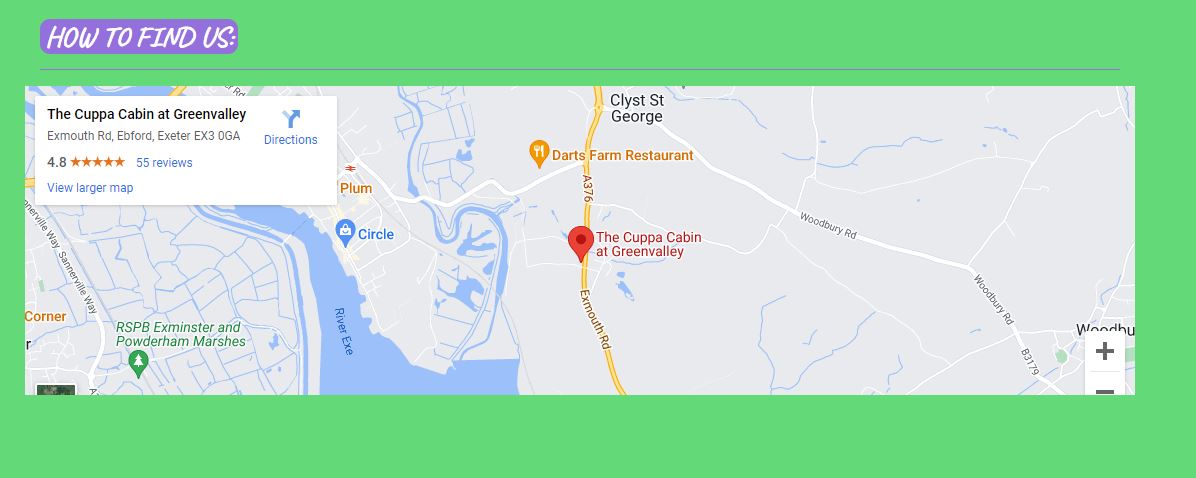 HOW TO FIND US:
The Cuppa Cabin at Greenvalley
Exmouth Rd, Ebford, Exeter EX3 0GA
Directions
4.8
55 reviews
View larger map
Clyst St
George
Darts Farm Restaurant
A376
Plum
Circle
The Cuppa Cabin
at Greenvalley
Woodbury Rd
Woodbury Rd
Exmouth Rd
B3179
Woodbu
Sannerville Way
nnerville Way
Corner
RSPB Exminster and
Powderham Marshes
River Exe